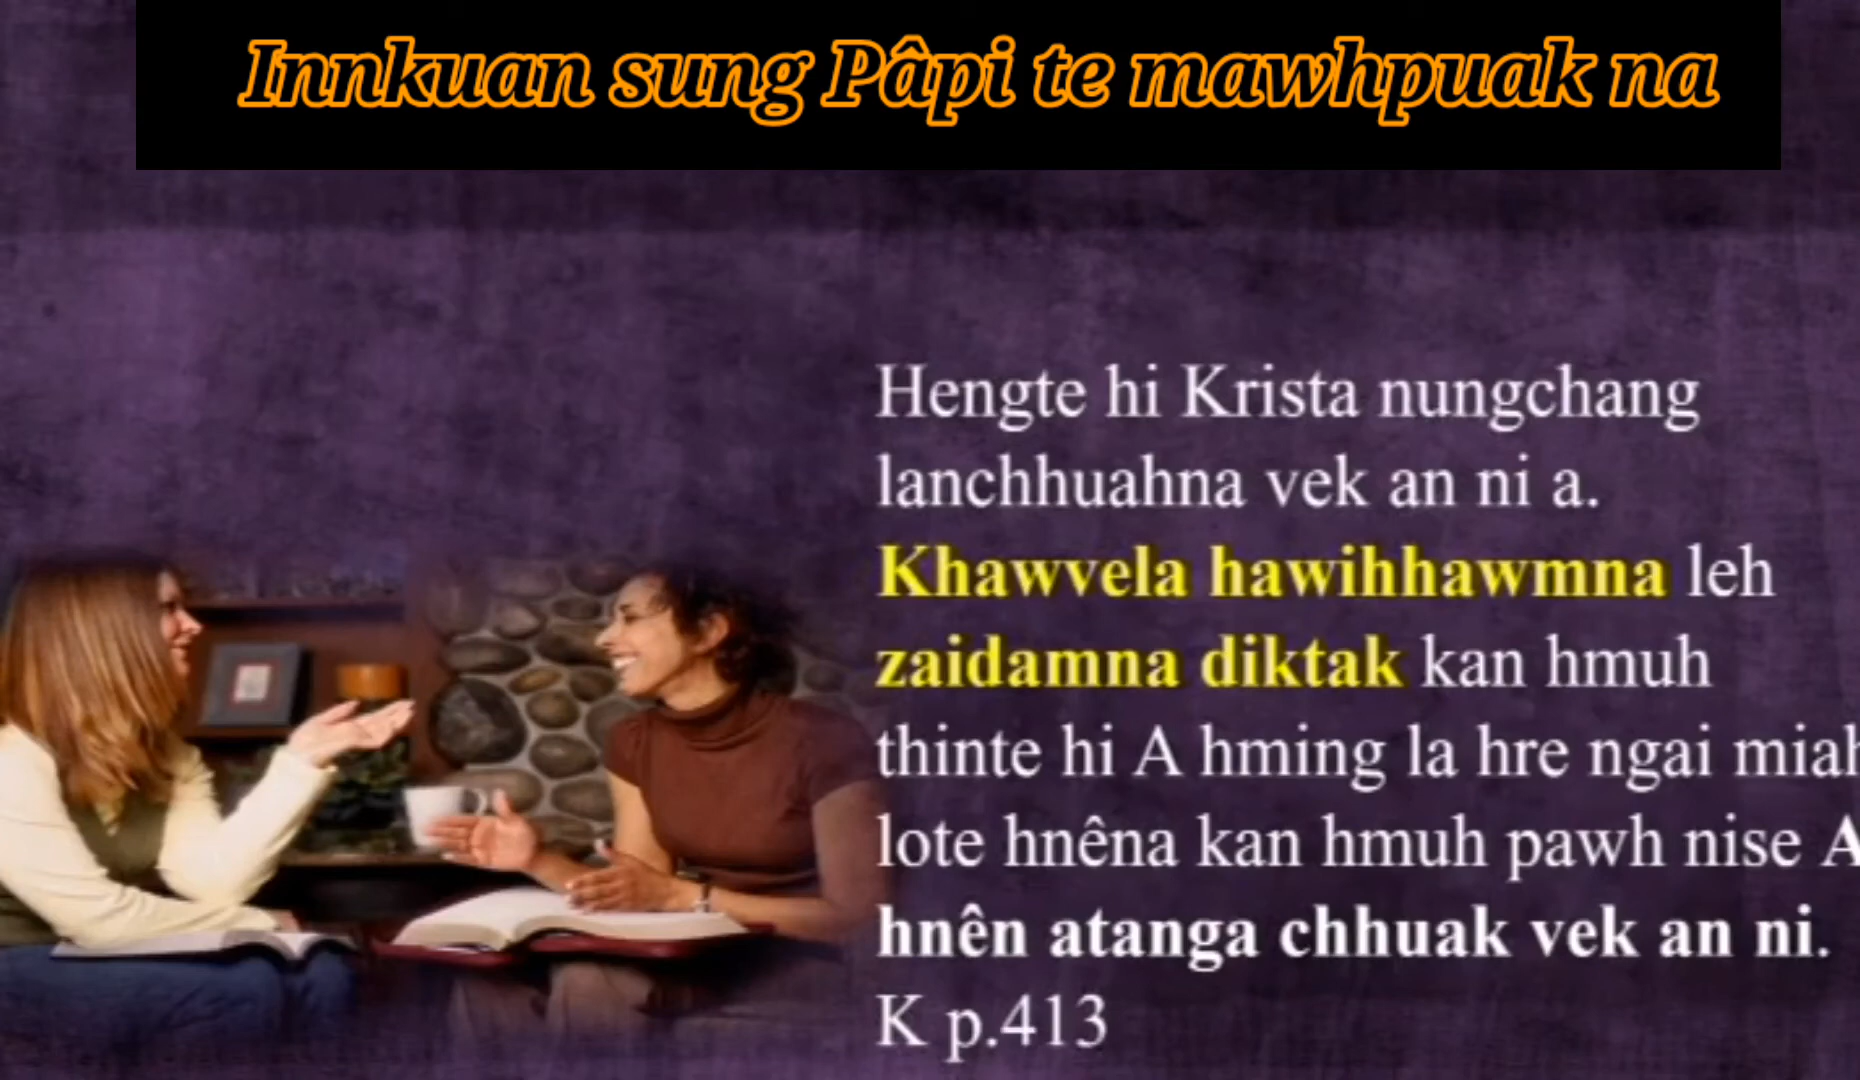 Innkuan sung Pâpi te mawhpuak na
Hengte hi Krista nungchang
lanchhuahna vek an ni a.
Khawvela hawihhawmna leh
zaidamna diktak kan hmuh
thinte hi A hming la hre ngai miah
lote hnêna kan hmuh pawh nise A
hnên atanga chhuak vek an ni.
K p.413